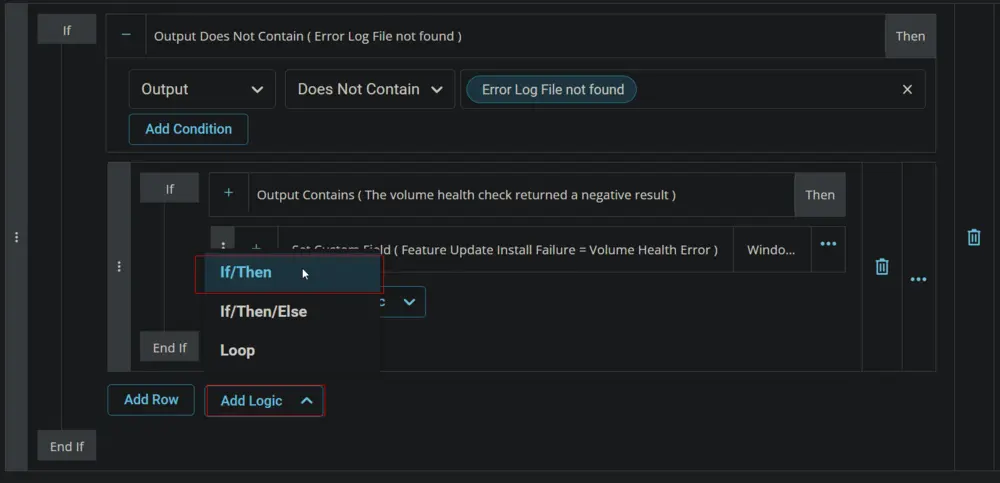 If
Output Does Not Contain ( Error Log File not found )
Then
Output
Does Not Contain
Error Log File not found
Add Condition
If
Output Contains ( The volume health check returned a negative result )
Then
Set Custom Field ( Feature Update Install Failure = Volume Health Error )
Windo...
If/Then
If/Then/Else
Loop
End If
Add Row
Add Logic
End If